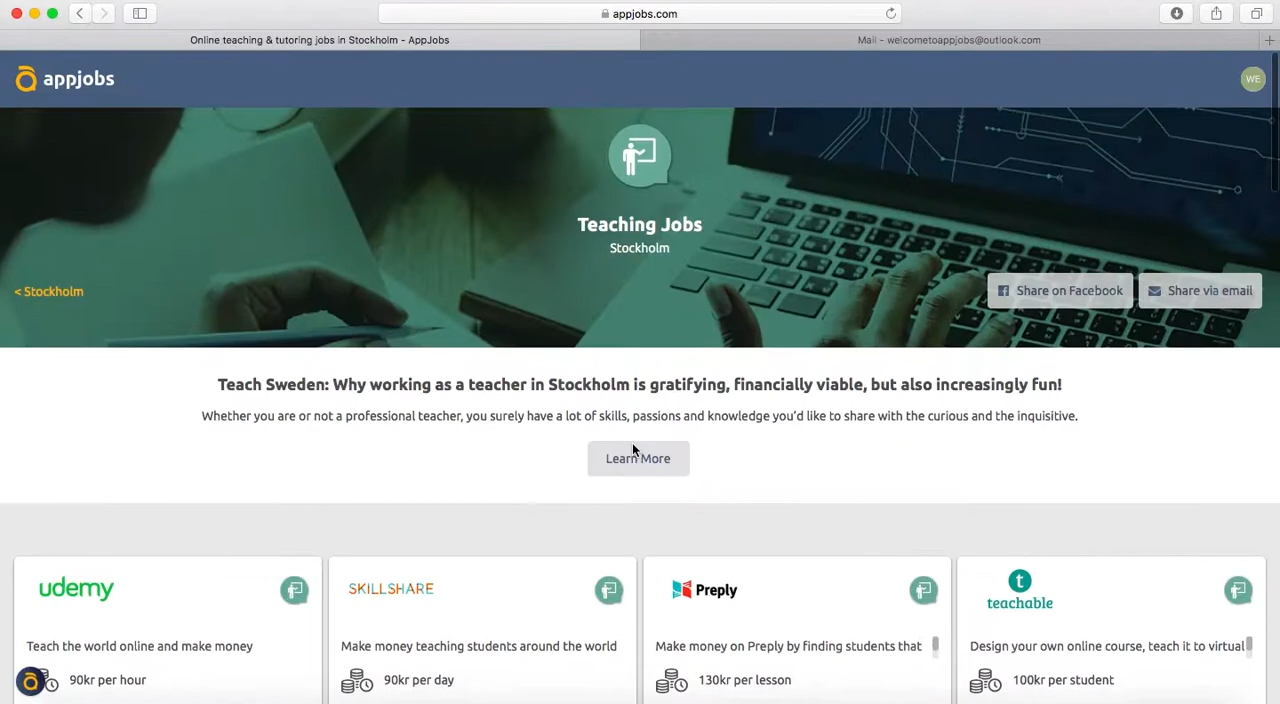 appjobs.com
Online teaching & tutoring jobs in Stockholm - AppJobs
Mail - welcometoappjobs@outlook.com
appjobs
WE
Teaching Jobs
Stockholm
< Stockholm
Share on Facebook
Share via email
Teach Sweden: Why working as a teacher in Stockholm is gratifying, financially viable, but also increasingly fun!
Whether you are or not a professional teacher, you surely have a lot of skills, passions and knowledge you'd like to share with the curious and the inquisitive.
Learn More
udemy
SKILLSHARE
Preply
t
teachable
Teach the world online and make money
Make money teaching students around the world
Make money on Preply by finding students that
Design your own online course, teach it to virtual
90kr per hour
90kr per day
130kr per lesson
100kr per student